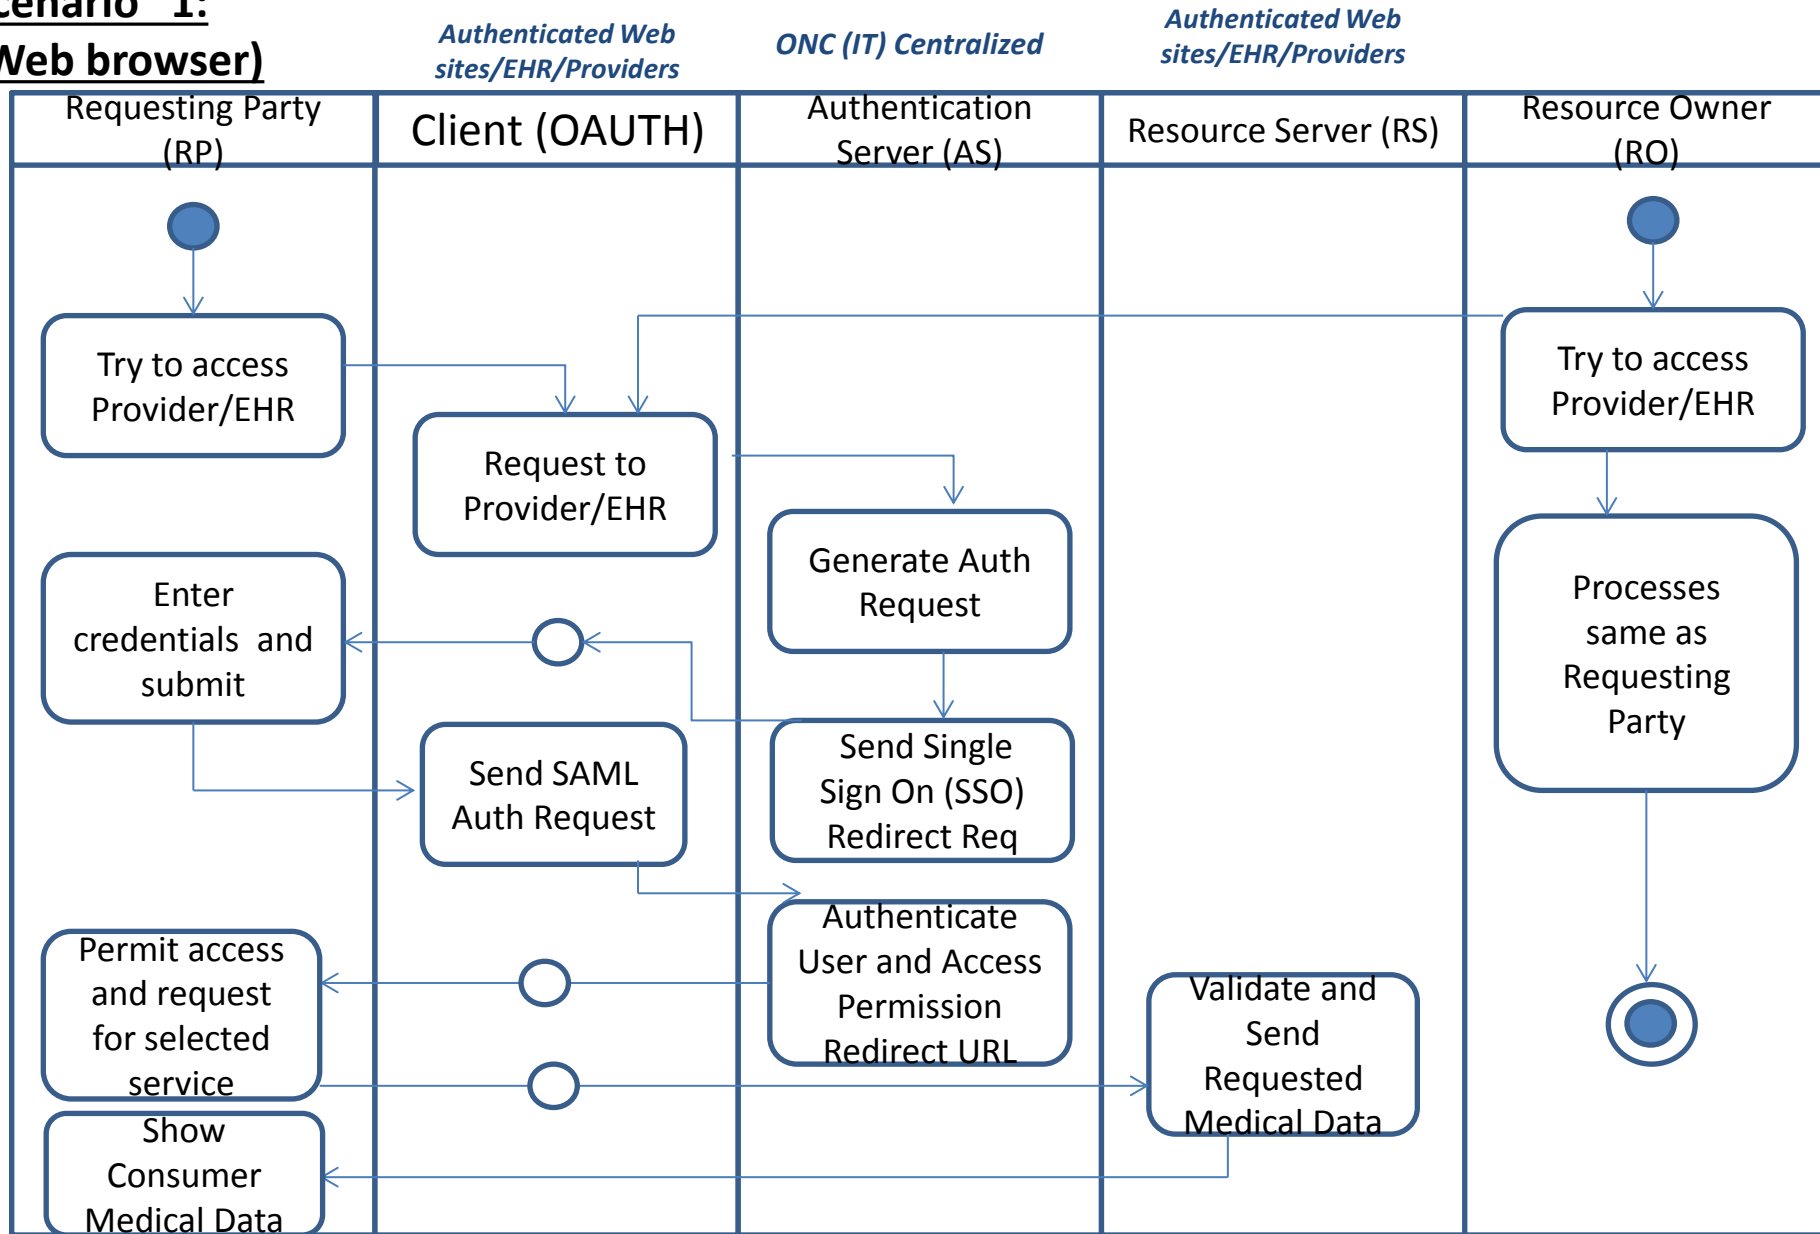 cenario 1:
Web browser)
Authenticated Web
sites/EHR/Providers
ONC (IT) Centralized
Authenticated Web
sites/EHR/Providers
Requesting Party
(RP)
Client (OAUTH)
Authentication
Server (AS)
Resource Server (RS)
Resource Owner
(RO)
Try to access
Provider/EHR
Request to
Provider/EHR
Generate Auth
Request
Try to access
Provider/EHR
Enter
credentials and
submit
Processes
same as
Requesting
Party
Send SAML
Auth Request
Send Single
Sign On (SSO)
Redirect Req
Authenticate
User and Access
Permission
Redirect URL
Permit access
and request
for selected
service
Validate and
Send
Requested
Medical Data
Show
Consumer
Medical Data